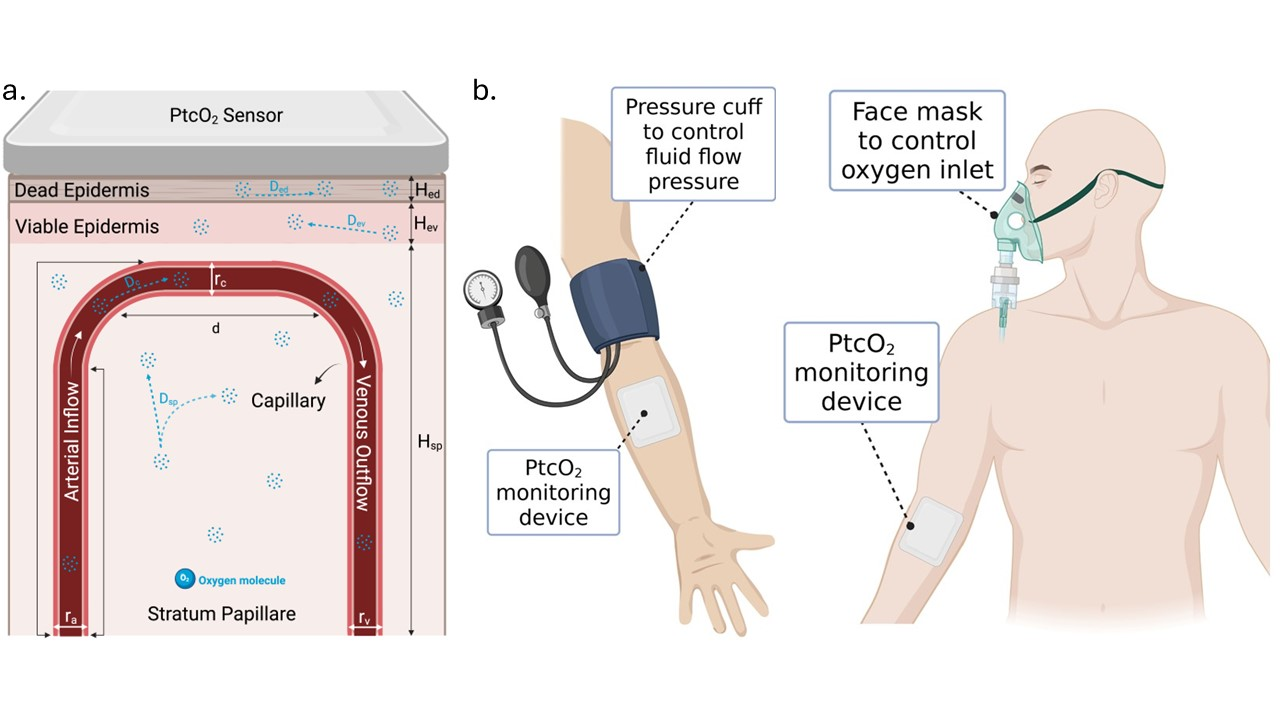 a.
PtcO₂ Sensor
Dead Epidermis
D_ed
H_ed
Viable Epidermis
D_ev
H_ev
D_c
r_c
d
D_sp
Capillary
Arterial Inflow
Venous Outflow
H_sp
O₂ Oxygen molecule
Stratum Papillare
r_a
r_v
b.
Pressure cuff
to control
fluid flow
pressure
PtcO₂
monitoring
device
Face mask
to control
oxygen inlet
PtcO₂
monitoring
device